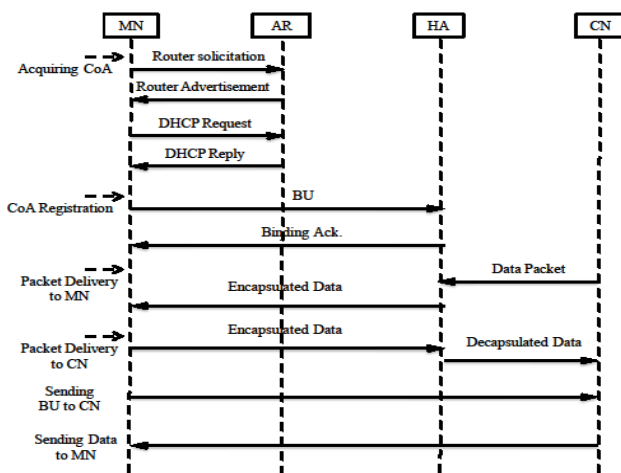 MN AR HA CN
Router solicitation
Acquiring CoA
Router Advertisement
DHCP Request
DHCP Reply
BU
CoA Registration
Binding Ack.
Data Packet
Packet Delivery
to MN
Encapsulated Data
Encapsulated Data
Packet Delivery
to CN
Decapsulated Data
Sending
BU to CN
Sending Data
to MN